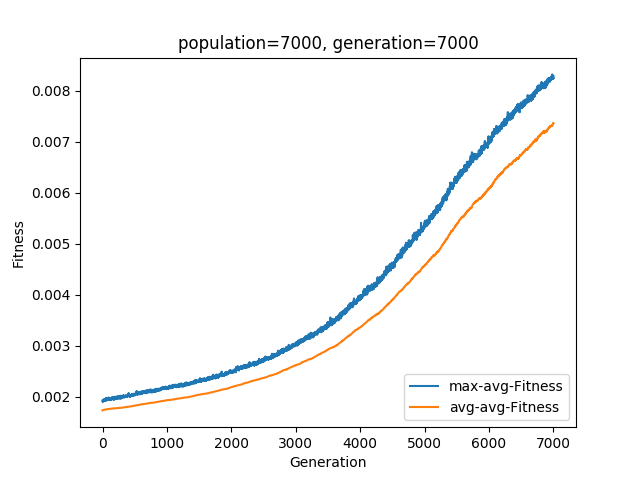 population=7000, generation=7000
0.008
0.007
0.006
0.005
0.004
0.003
0.002
Fitness
0 1000 2000 3000 4000 5000 6000 7000
Generation
max-avg-Fitness
avg-avg-Fitness